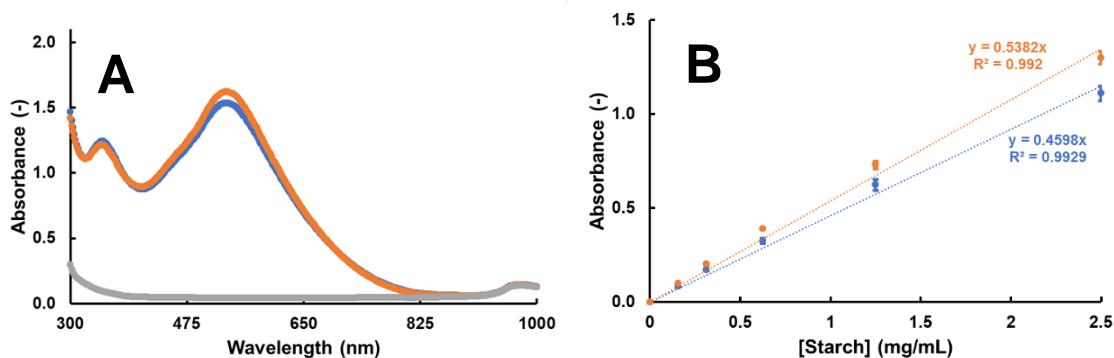 A
2.0
1.5
1.0
0.5
0.0
Absorbance (-)
300 475 650 825 1000
Wavelength (nm)
B
1.5
1.0
0.5
0.0
Absorbance (-)
y = 0.5382x
R² = 0.992
y = 0.4598x
R² = 0.9929
0 0.5 1 1.5 2 2.5
[Starch] (mg/mL)